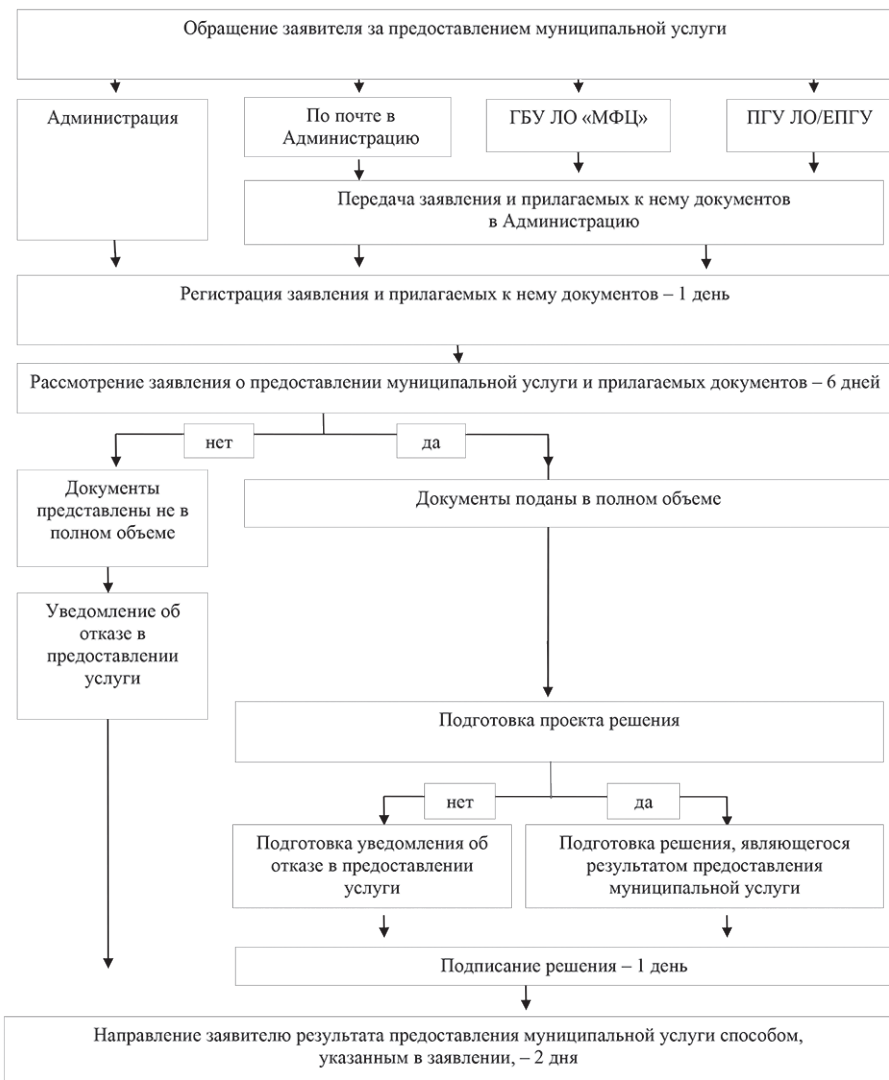 Обращение заявителя за предоставлением муниципальной услуги
Администрация
По почте в
Администрацию
ГБУ ЛО «МФЦ»
ПГУ ЛО/ЕПГУ
Передача заявления и прилагаемых к нему документов
в Администрацию
Регистрация заявления и прилагаемых к нему документов – 1 день
Рассмотрение заявления о предоставлении муниципальной услуги и прилагаемых документов – 6 дней
нет
да
Документы
представлены не в
полном объеме
Документы поданы в полном объеме
Уведомление об
отказе в
предоставлении
услуги
Подготовка проекта решения
нет
да
Подготовка уведомления об
отказе в предоставлении
услуги
Подготовка решения, являющегося
результатом предоставления
муниципальной услуги
Подписание решения – 1 день
Направление заявителю результата предоставления муниципальной услуги способом,
указанным в заявлении, – 2 дня